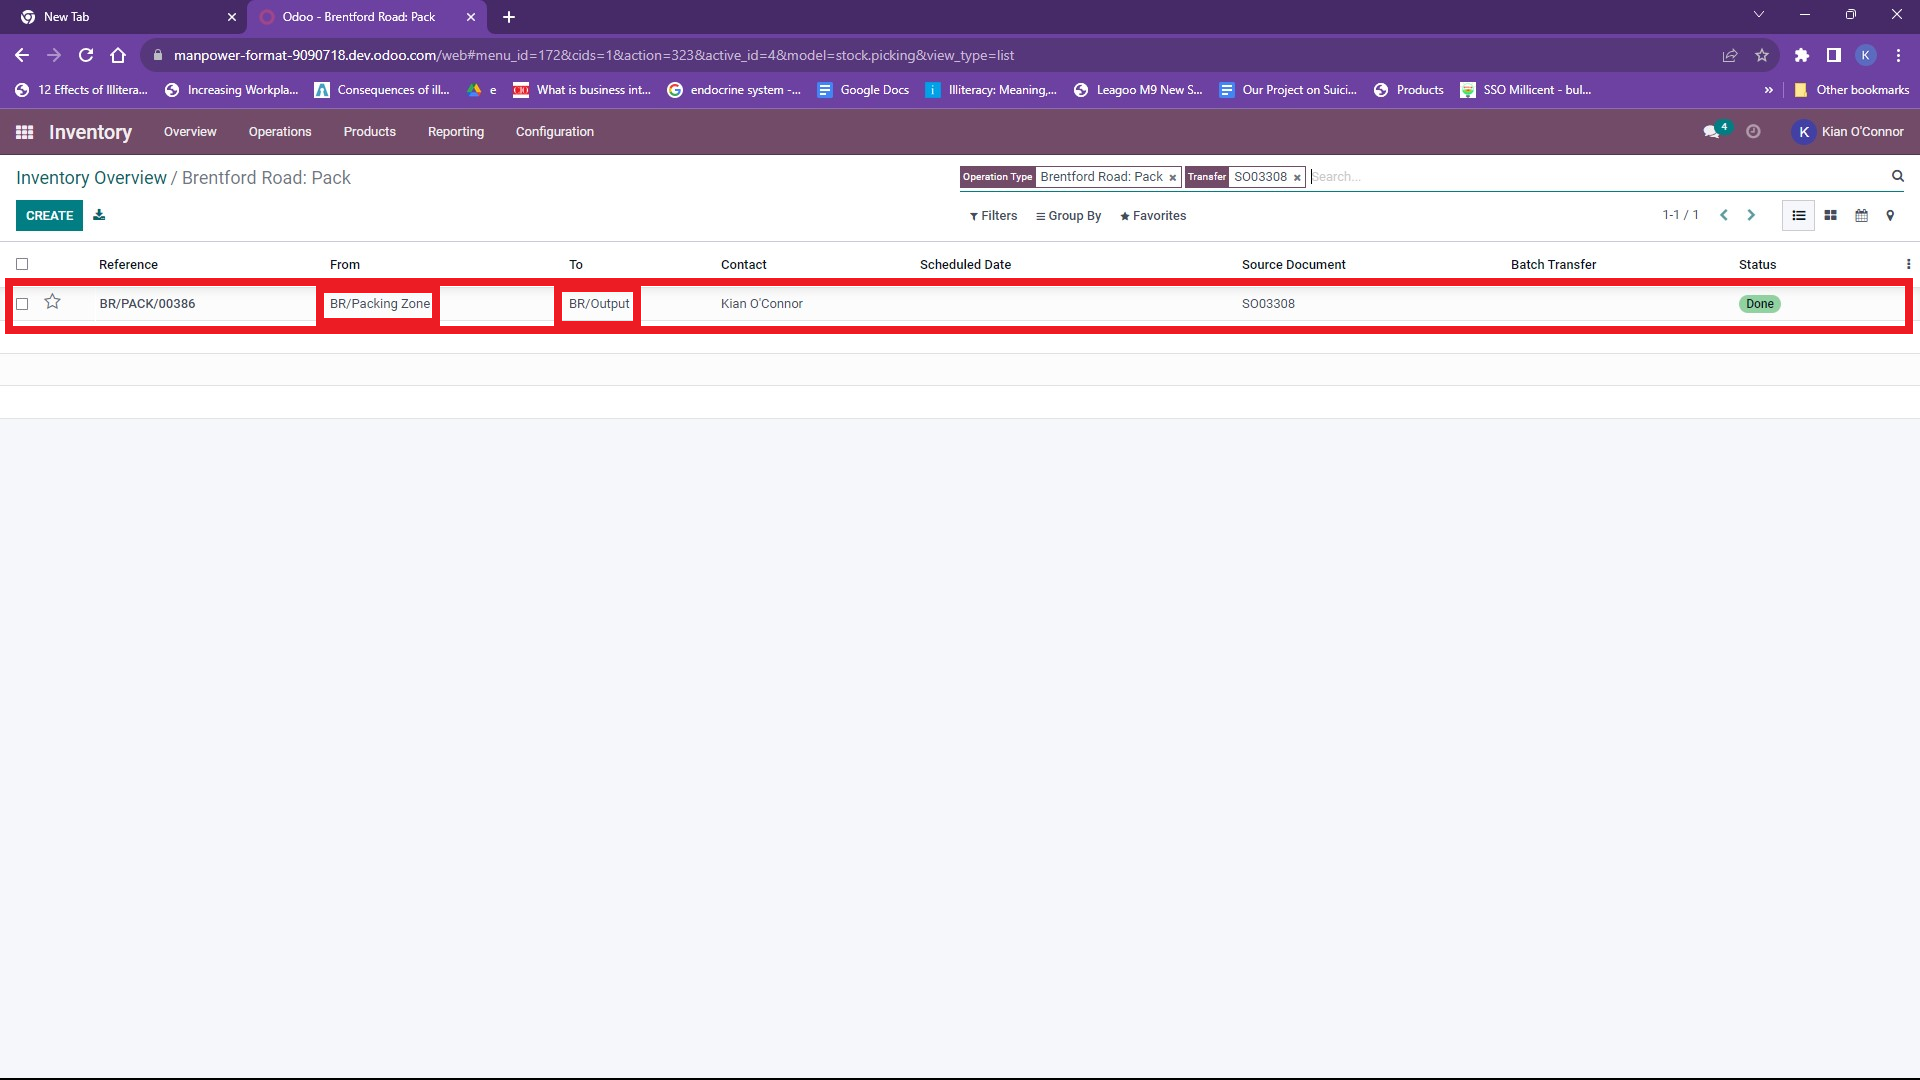 New Tab
Odoo - Brentford Road: Pack
manpower-format-9090718.dev.odoo.com/web#menu_id=172&cids=1&action=323&active_id=4&model=stock.picking&view_type=list
K
12 Effects of Illitera... Increasing Workpla... Consequences of ill... e What is business int... endocrine system -... Google Docs Illiteracy: Meaning,... Leagoo M9 New S... Our Project on Suici... Products SSO Millicent - bul... » Other bookmarks
Inventory Overview Operations Products Reporting Configuration 4 K Kian O'Connor
Inventory Overview / Brentford Road: Pack
Operation Type Brentford Road: Pack × Transfer SO03308 × Search...
CREATE
Filters Group By Favorites 1-1 / 1
Reference From To Contact Scheduled Date Source Document Batch Transfer Status
BR/PACK/00386 BR/Packing Zone BR/Output Kian O'Connor SO03308 Done